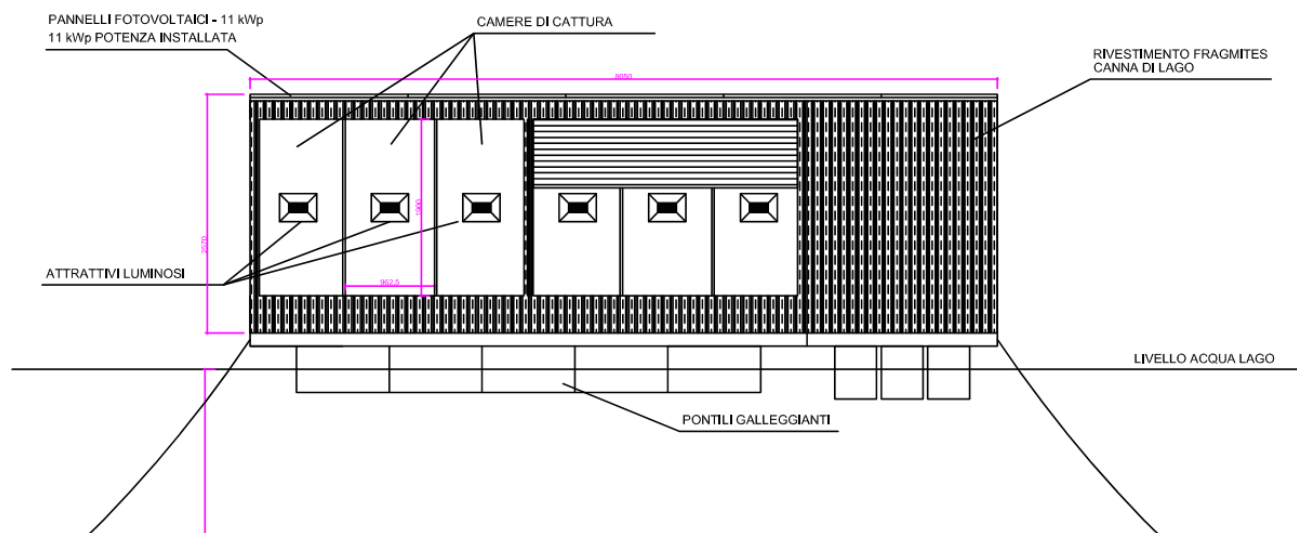 PANNELLI FOTOVOLTAICI - 11 kWp
11 kWp POTENZA INSTALLATA
CAMERE DI CATTURA
RIVESTIMENTO FRAGMITES
CANNA DI LAGO
8050
1900
2570
962,5
ATTRATTIVI LUMINOSI
LIVELLO ACQUA LAGO
PONTILI GALLEGGIANTI